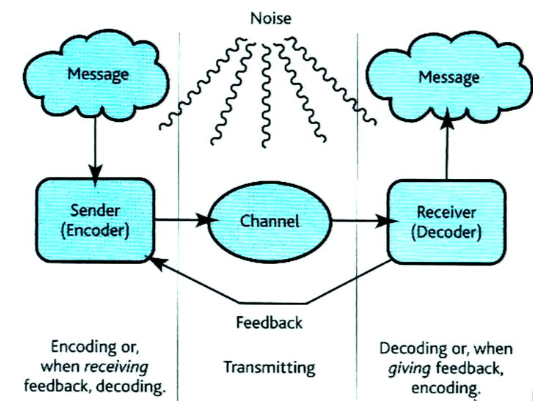 Noise
Message
Message
Sender
(Encoder)
Channel
Receiver
(Decoder)
Feedback
Encoding or,
when receiving
feedback, decoding.
Transmitting
Decoding or, when
giving feedback,
encoding.